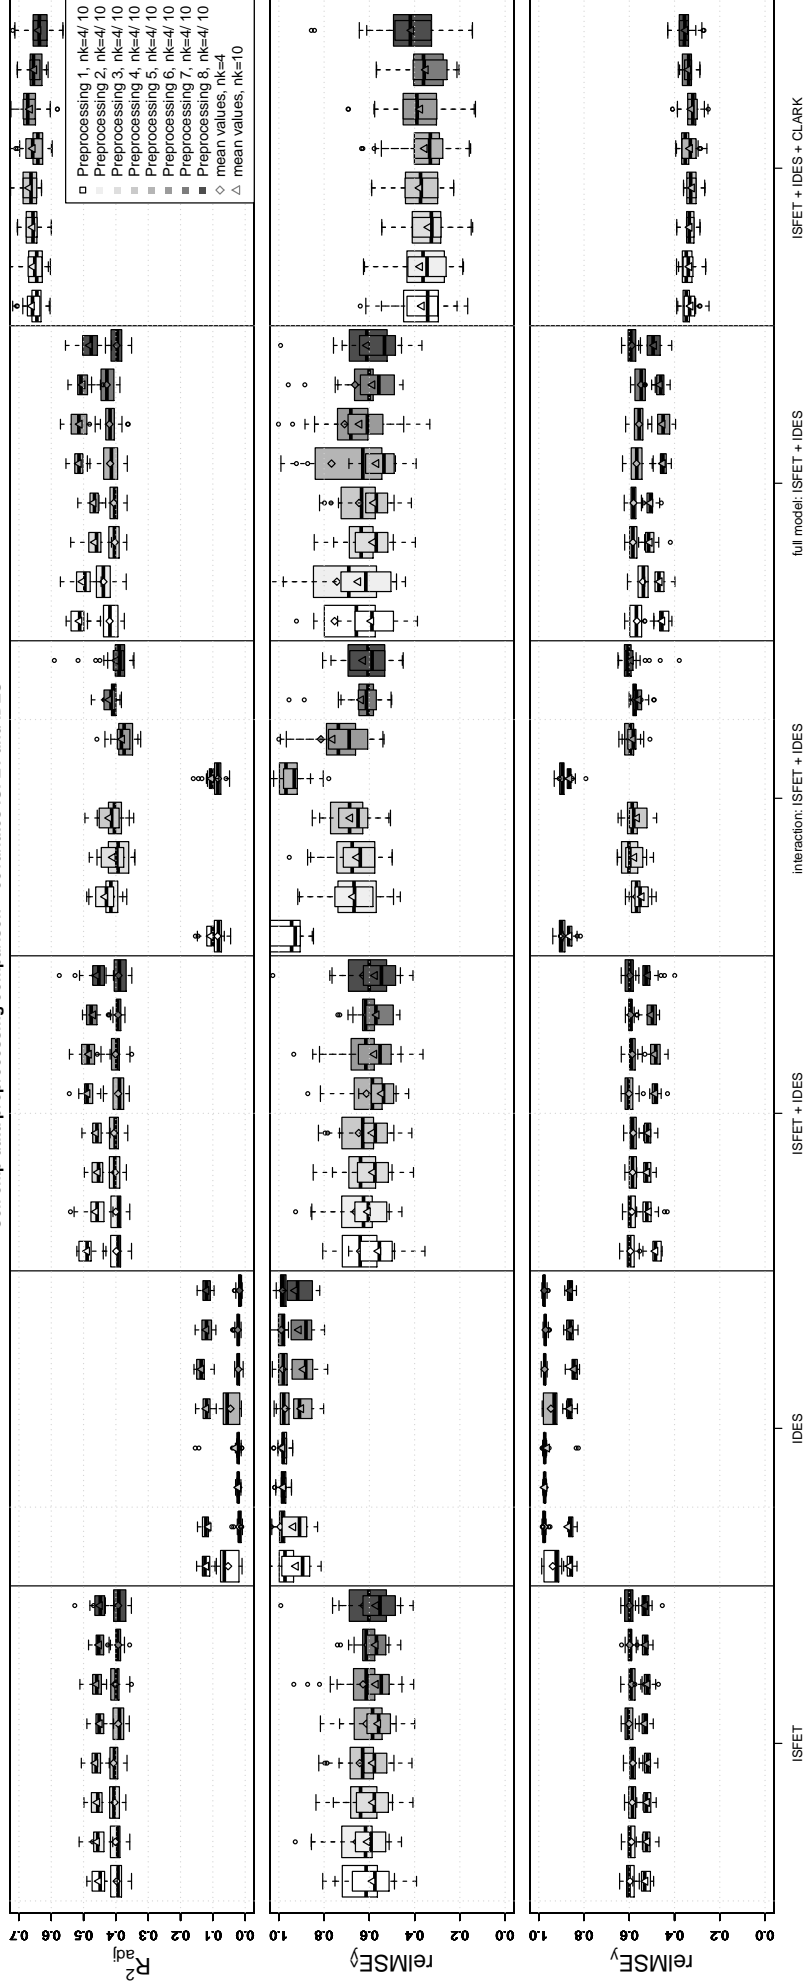 Preprocessing 1, nk=4/ 10
Preprocessing 2, nk=4/ 10
Preprocessing 3, nk=4/ 10
Preprocessing 4, nk=4/ 10
Preprocessing 5, nk=4/ 10
Preprocessing 6, nk=4/ 10
Preprocessing 7, nk=4/ 10
Preprocessing 8, nk=4/ 10
mean values, nk=4
mean values, nk=10
R²adj
0.7
0.6
0.5
0.4
0.3
0.2
0.1
0.0
relMSE
1.0
0.8
0.6
0.4
0.2
0.0
relMSEy
1.0
0.8
0.6
0.4
0.2
0.0
ISFET
IDES
ISFET + IDES
interaction: ISFET + IDES
full model: ISFET + IDES
ISFET + IDES + CLARK